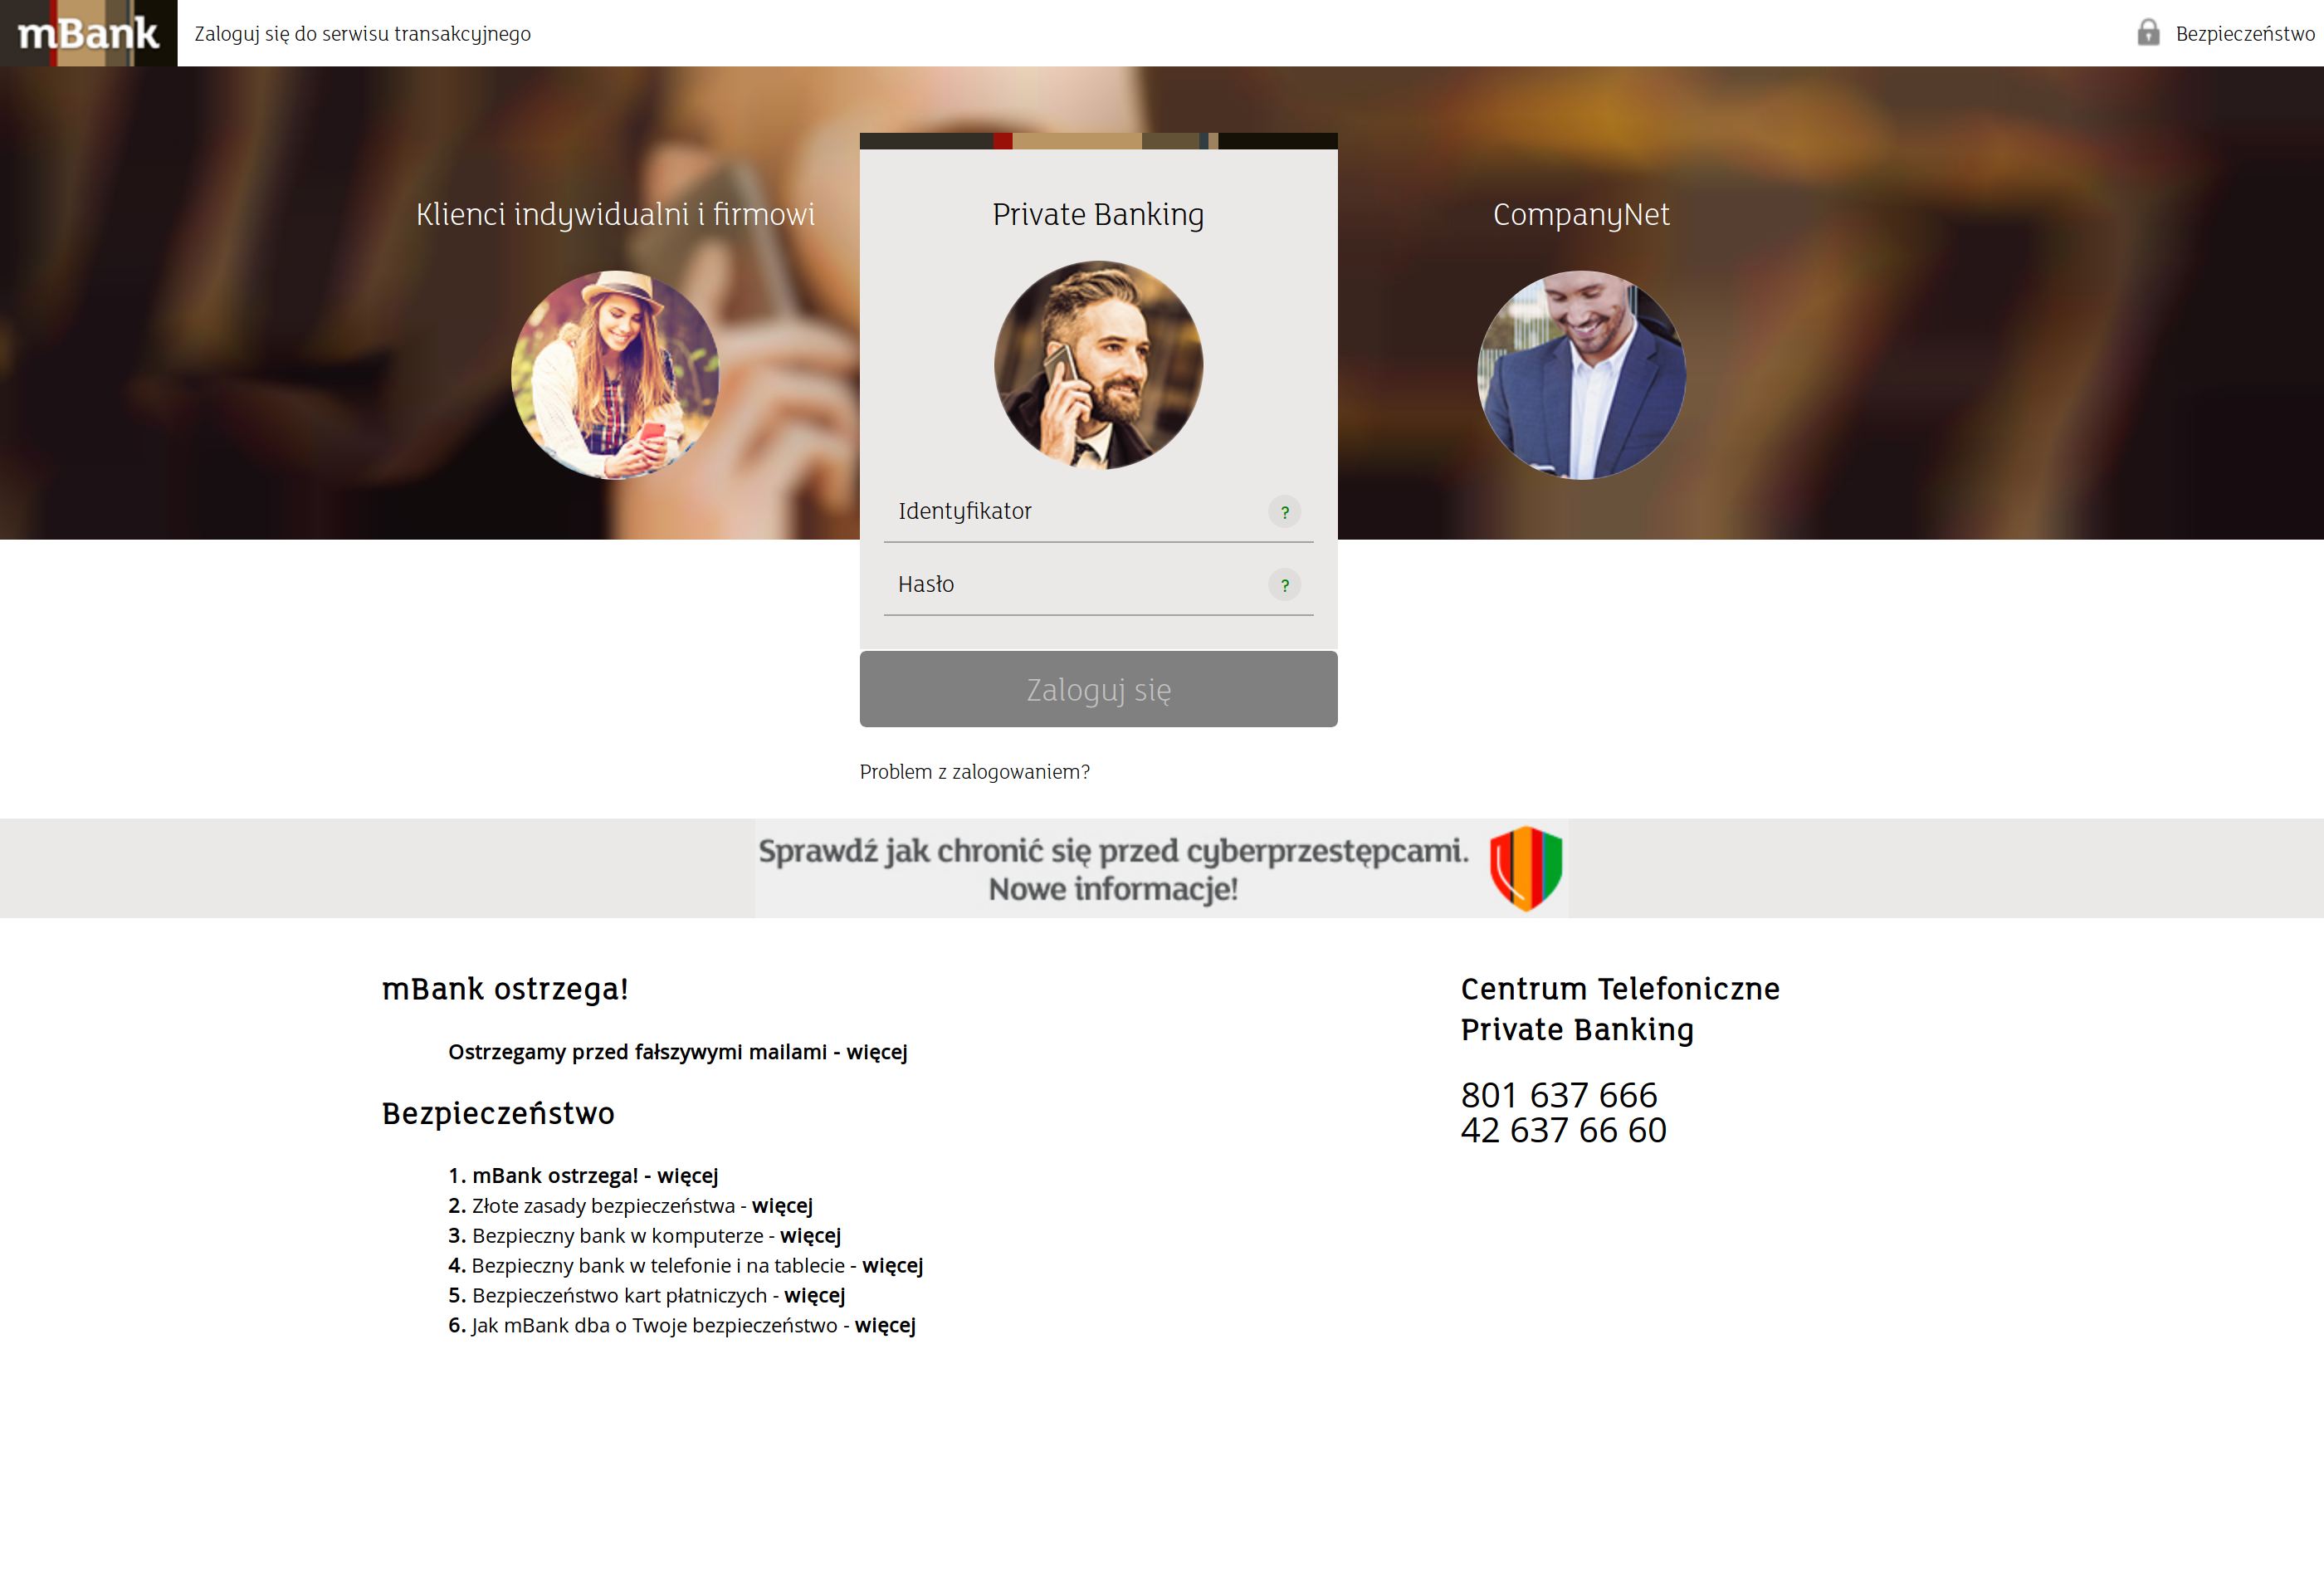 mBank
Zaloguj się do serwisu transakcyjnego
Bezpieczeństwo
Klienci indywidualni i firmowi
Private Banking
CompanyNet
Identyfikator
?
Hasło
?
Zaloguj się
Problem z zalogowaniem?
Sprawdź jak chronić się przed cyberprzestępcami.
Nowe informacje!
mBank ostrzega!
Ostrzegamy przed fałszywymi mailami - więcej
Bezpieczeństwo
1. mBank ostrzega! - więcej
2. Złote zasady bezpieczeństwa - więcej
3. Bezpieczny bank w komputerze - więcej
4. Bezpieczny bank w telefonie i na tablecie - więcej
5. Bezpieczeństwo kart płatniczych - więcej
6. Jak mBank dba o Twoje bezpieczeństwo - więcej
Centrum Telefoniczne
Private Banking
801 637 666
42 637 66 60